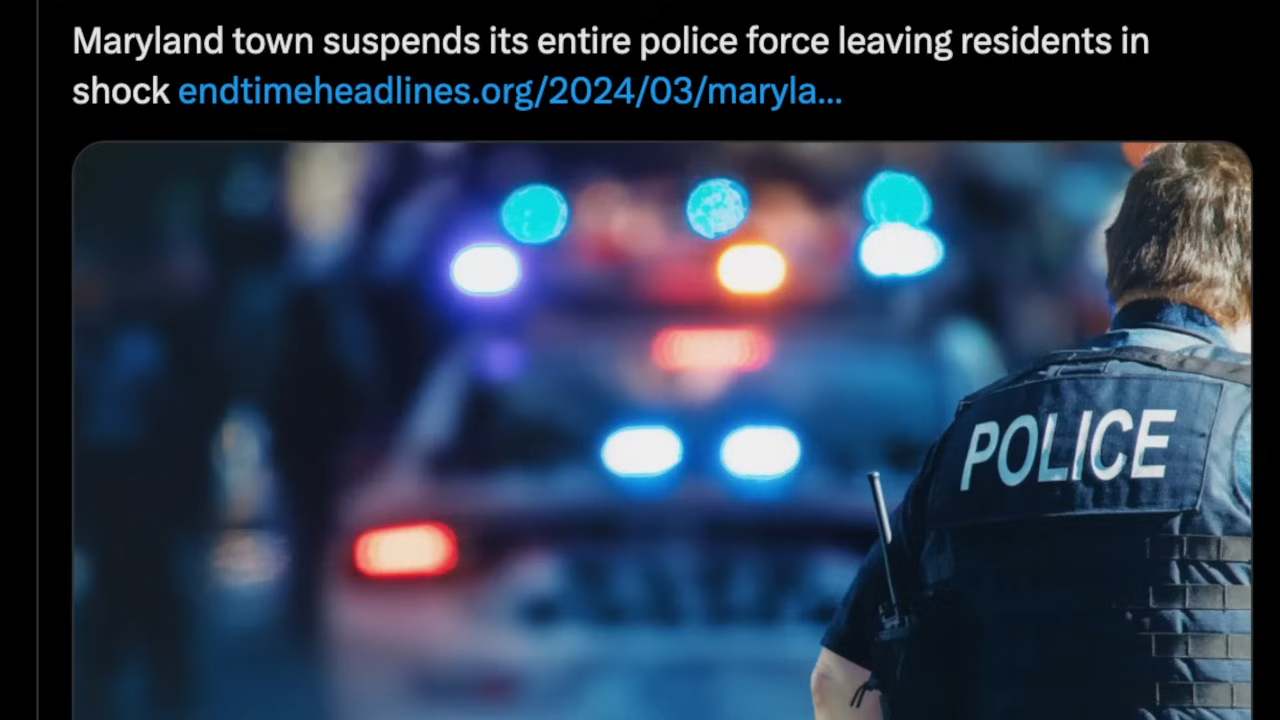 Maryland town suspends its entire police force leaving residents in
shock endtimeheadlines.org/2024/03/maryla...
POLICE